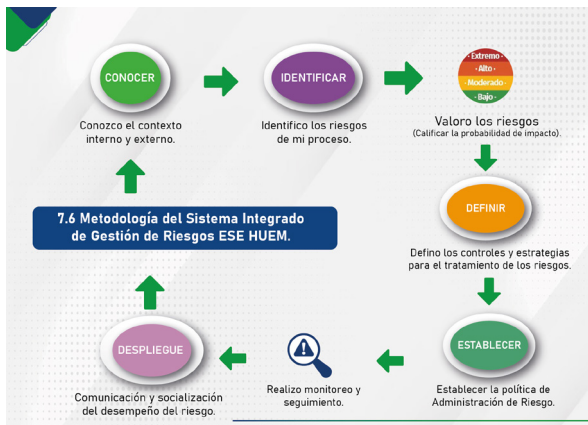 CONOCER
Conozco el contexto
interno y externo.
IDENTIFICAR
Identifico los riesgos
de mi proceso.
· Extremo ·
· Alto ·
· Moderado ·
· Bajo ·
Valoro los riesgos
(Calificar la probabilidad de impacto).
7.6 Metodología del Sistema Integrado
de Gestión de Riesgos ESE HUEM.
DEFINIR
Defino los controles y estrategias
para el tratamiento de los riesgos.
ESTABLECER
Establecer la política de
Administración de Riesgo.
Realizo monitoreo y
seguimiento.
DESPLIEGUE
Comunicación y socialización
del desempeño del riesgo.